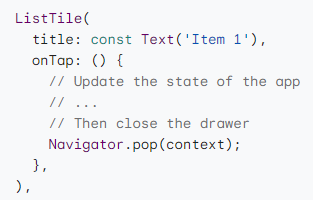 ListTile(
  title: const Text('Item 1'),
  onTap: () {
    // Update the state of the app
    // ...
    // Then close the drawer
    Navigator.pop(context);
  },
),